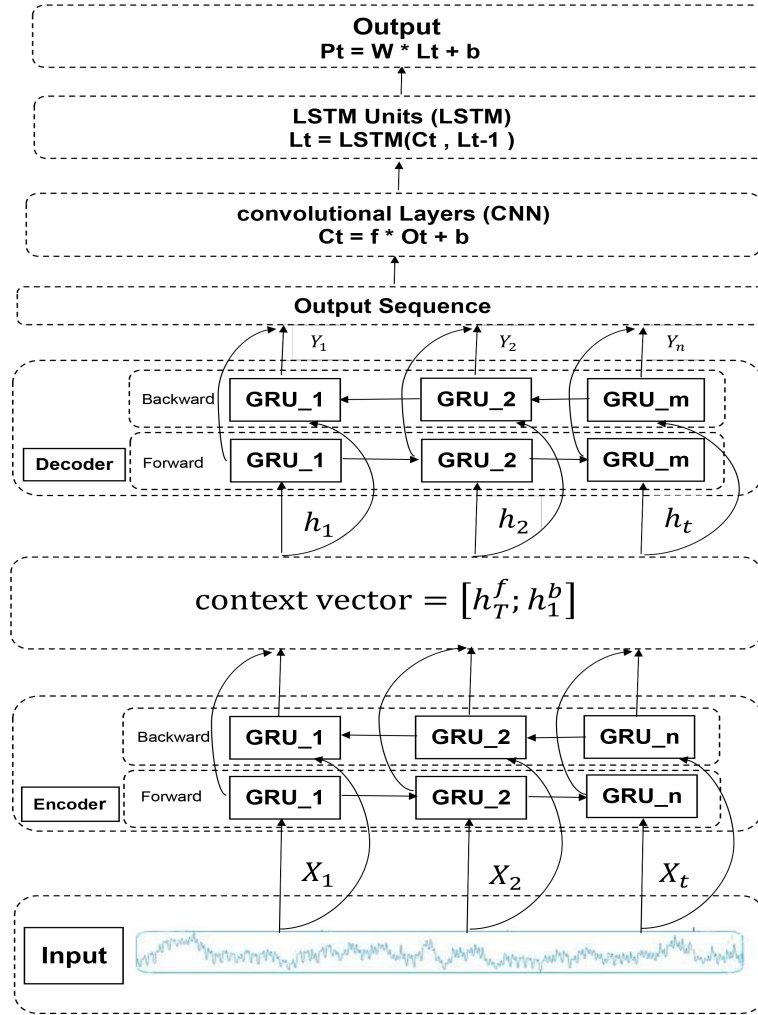 Output
Pt = W * Lt + b
LSTM Units (LSTM)
Lt = LSTM(Ct , Lt-1 )
convolutional Layers (CNN)
Ct = f * Ot + b
Output Sequence
Y₁ Y₂ Yₙ
Backward GRU_1 GRU_2 GRU_m
Decoder Forward GRU_1 GRU_2 GRU_m
h₁ h₂ hₜ
context vector = [h_T^f; h_1^b]
Backward GRU_1 GRU_2 GRU_n
Encoder Forward GRU_1 GRU_2 GRU_n
X₁ X₂ Xₜ
Input